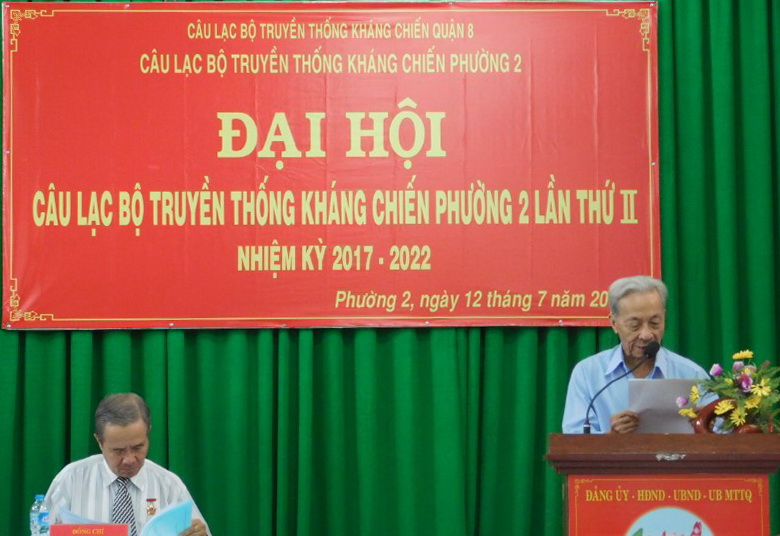 CÂU LẠC BỘ TRUYỀN THỐNG KHÁNG CHIẾN QUẬN 8
CÂU LẠC BỘ TRUYỀN THỐNG KHÁNG CHIẾN PHƯỜNG 2
ĐẠI HỘI
CÂU LẠC BỘ TRUYỀN THỐNG KHÁNG CHIẾN PHƯỜNG 2 LẦN THỨ II
NHIỆM KỲ 2017 - 2022
Phường 2, ngày 12 tháng 7 năm 20
ĐẢNG ỦY - HĐND - UBND - UB MTTQ
ĐỒNG CHÍ